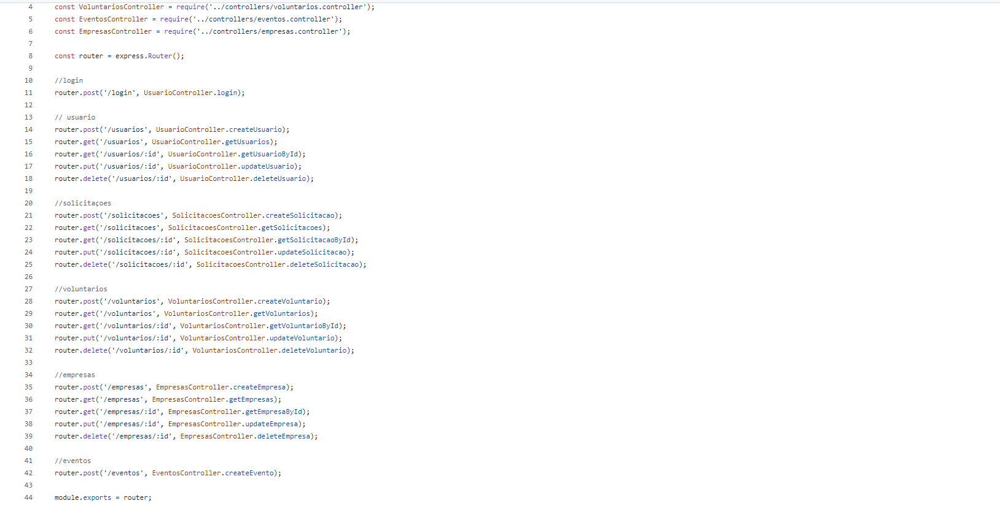 4 const VoluntariosController = require('../controllers/voluntarios.controller');
5 const EventosController = require('../controllers/eventos.controller');
6 const EmpresasController = require('../controllers/empresas.controller');
7
8 const router = express.Router();
9
10 //login
11 router.post('/login', UsuarioController.login);
12
13 // usuario
14 router.post('/usuarios', UsuarioController.createUsuario);
15 router.get('/usuarios', UsuarioController.getUsuarios);
16 router.get('/usuarios/:id', UsuarioController.getUsuarioById);
17 router.put('/usuarios/:id', UsuarioController.updateUsuario);
18 router.delete('/usuarios/:id', UsuarioController.deleteUsuario);
19
20 //solicitaçoes
21 router.post('/solicitacoes', SolicitacoesController.createSolicitacao);
22 router.get('/solicitacoes', SolicitacoesController.getSolicitacoes);
23 router.get('/solicitacoes/:id', SolicitacoesController.getSolicitacaoById);
24 router.put('/solicitacoes/:id', SolicitacoesController.updateSolicitacao);
25 router.delete('/solicitacoes/:id', SolicitacoesController.deleteSolicitacao);
26
27 //voluntarios
28 router.post('/voluntarios', VoluntariosController.createVoluntario);
29 router.get('/voluntarios', VoluntariosController.getVoluntarios);
30 router.get('/voluntarios/:id', VoluntariosController.getVoluntarioById);
31 router.put('/voluntarios/:id', VoluntariosController.updateVoluntario);
32 router.delete('/voluntarios/:id', VoluntariosController.deleteVoluntario);
33
34 //empresas
35 router.post('/empresas', EmpresasController.createEmpresa);
36 router.get('/empresas', EmpresasController.getEmpresas);
37 router.get('/empresas/:id', EmpresasController.getEmpresaById);
38 router.put('/empresas/:id', EmpresasController.updateEmpresa);
39 router.delete('/empresas/:id', EmpresasController.deleteEmpresa);
40
41 //eventos
42 router.post('/eventos', EventosController.createEvento);
43
44 module.exports = router;